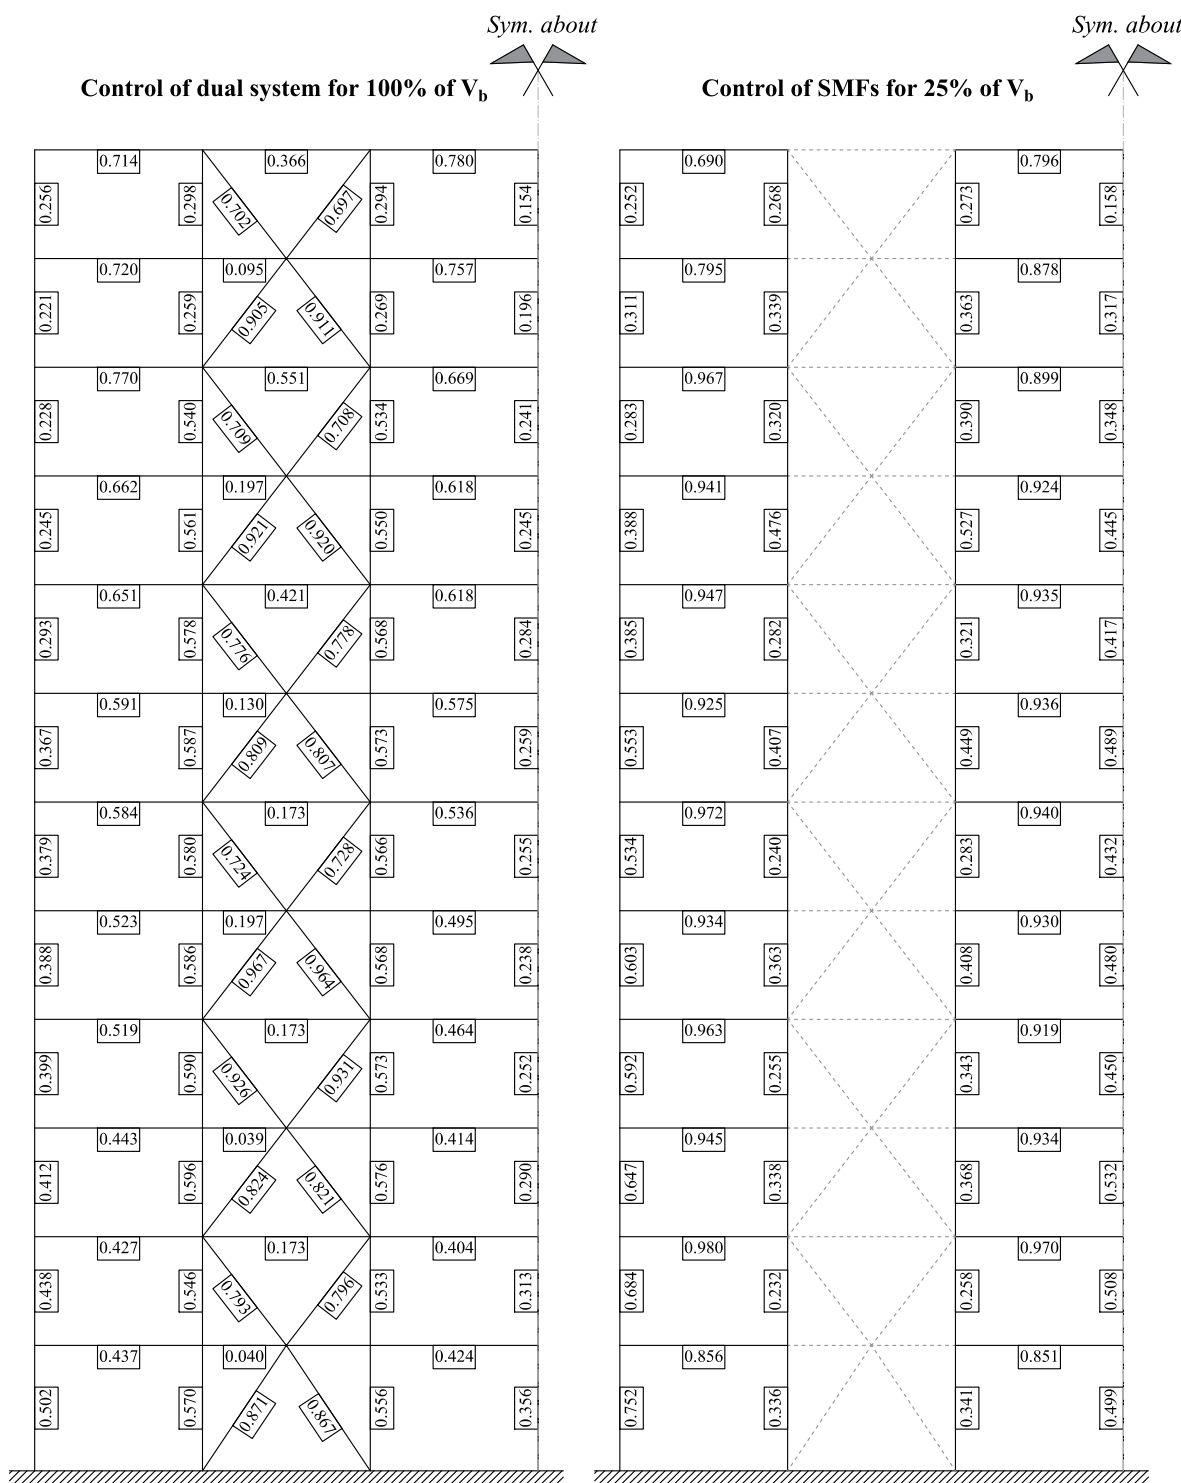 Sym. about
Sym. about
Control of dual system for 100% of V_b
Control of SMFs for 25% of V_b
0.714 0.366 0.780 0.690 0.796
0.256 0.298 0.702 0.697 0.294 0.154 0.252 0.268 0.273 0.158
0.720 0.095 0.757 0.795 0.878
0.221 0.259 0.905 0.911 0.269 0.196 0.311 0.339 0.363 0.317
0.770 0.551 0.669 0.967 0.899
0.228 0.540 0.709 0.708 0.534 0.241 0.283 0.320 0.390 0.348
0.662 0.197 0.618 0.941 0.924
0.245 0.561 0.921 0.920 0.550 0.245 0.388 0.476 0.527 0.445
0.651 0.421 0.618 0.947 0.935
0.293 0.578 0.776 0.778 0.568 0.284 0.385 0.282 0.321 0.417
0.591 0.130 0.575 0.925 0.936
0.367 0.587 0.809 0.807 0.573 0.259 0.553 0.407 0.449 0.489
0.584 0.173 0.536 0.972 0.940
0.379 0.580 0.724 0.728 0.566 0.255 0.534 0.240 0.283 0.432
0.523 0.197 0.495 0.934 0.930
0.388 0.586 0.967 0.964 0.568 0.238 0.603 0.363 0.408 0.480
0.519 0.173 0.464 0.963 0.919
0.399 0.590 0.926 0.931 0.573 0.252 0.592 0.255 0.343 0.450
0.443 0.039 0.414 0.945 0.934
0.412 0.596 0.824 0.821 0.576 0.290 0.647 0.338 0.368 0.532
0.427 0.173 0.404 0.980 0.970
0.438 0.546 0.793 0.796 0.533 0.313 0.684 0.232 0.258 0.508
0.437 0.040 0.424 0.856 0.851
0.502 0.570 0.871 0.867 0.556 0.356 0.752 0.336 0.341 0.499